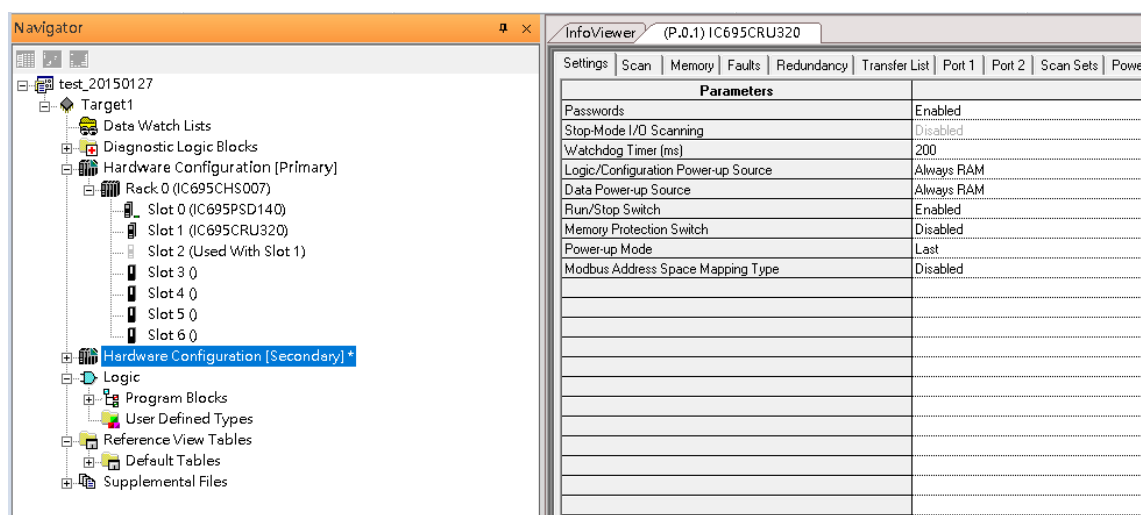 Navigator
test_20150127
Target1
Data Watch Lists
Diagnostic Logic Blocks
Hardware Configuration [Primary]
Rack 0 (IC695CHS007)
Slot 0 (IC695PSD140)
Slot 1 (IC695CRU320)
Slot 2 (Used With Slot 1)
Slot 3 ()
Slot 4 ()
Slot 5 ()
Slot 6 ()
Hardware Configuration [Secondary] *
Logic
Program Blocks
User Defined Types
Reference View Tables
Default Tables
Supplemental Files
InfoViewer (P.0.1) IC695CRU320
Settings Scan Memory Faults Redundancy Transfer List Port 1 Port 2 Scan Sets Powe
Parameters
Passwords Enabled
Stop-Mode I/O Scanning Disabled
Watchdog Timer (ms) 200
Logic/Configuration Power-up Source Always RAM
Data Power-up Source Always RAM
Run/Stop Switch Enabled
Memory Protection Switch Disabled
Power-up Mode Last
Modbus Address Space Mapping Type Disabled